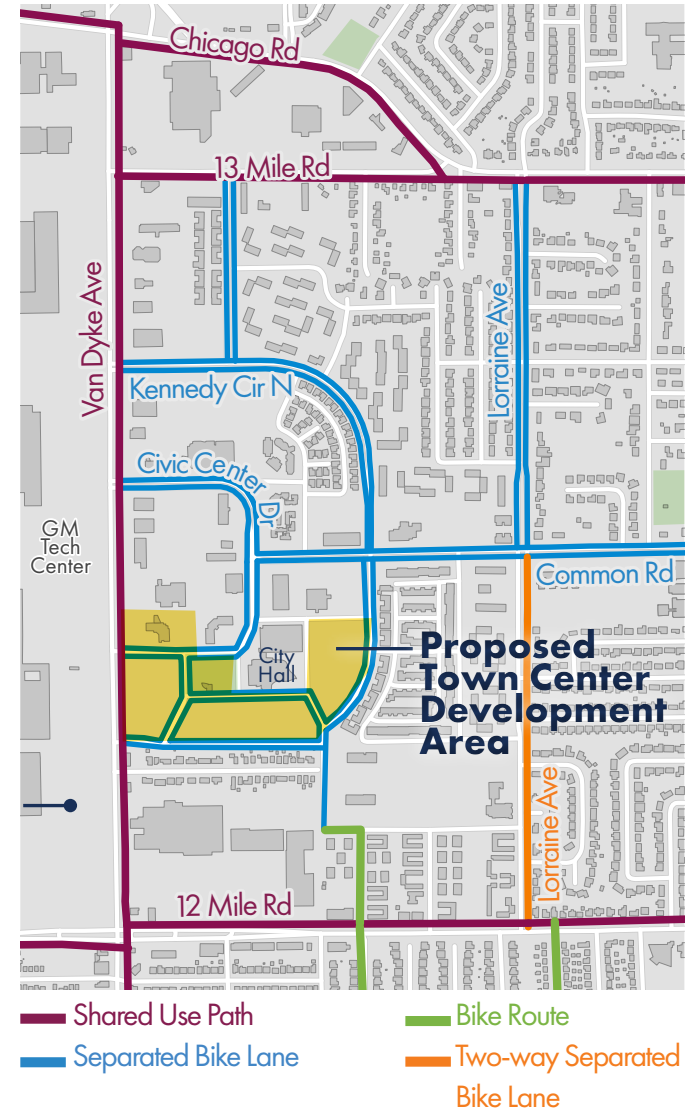 Chicago Rd
13 Mile Rd
Van Dyke Ave
Lorraine Ave
Kennedy Cir N
Civic Center Dr
GM
Tech
Center
Common Rd
City
Hall
Proposed
Town Center
Development
Area
Lorraine Ave
12 Mile Rd
Shared Use Path
Bike Route
Separated Bike Lane
Two-way Separated
Bike Lane